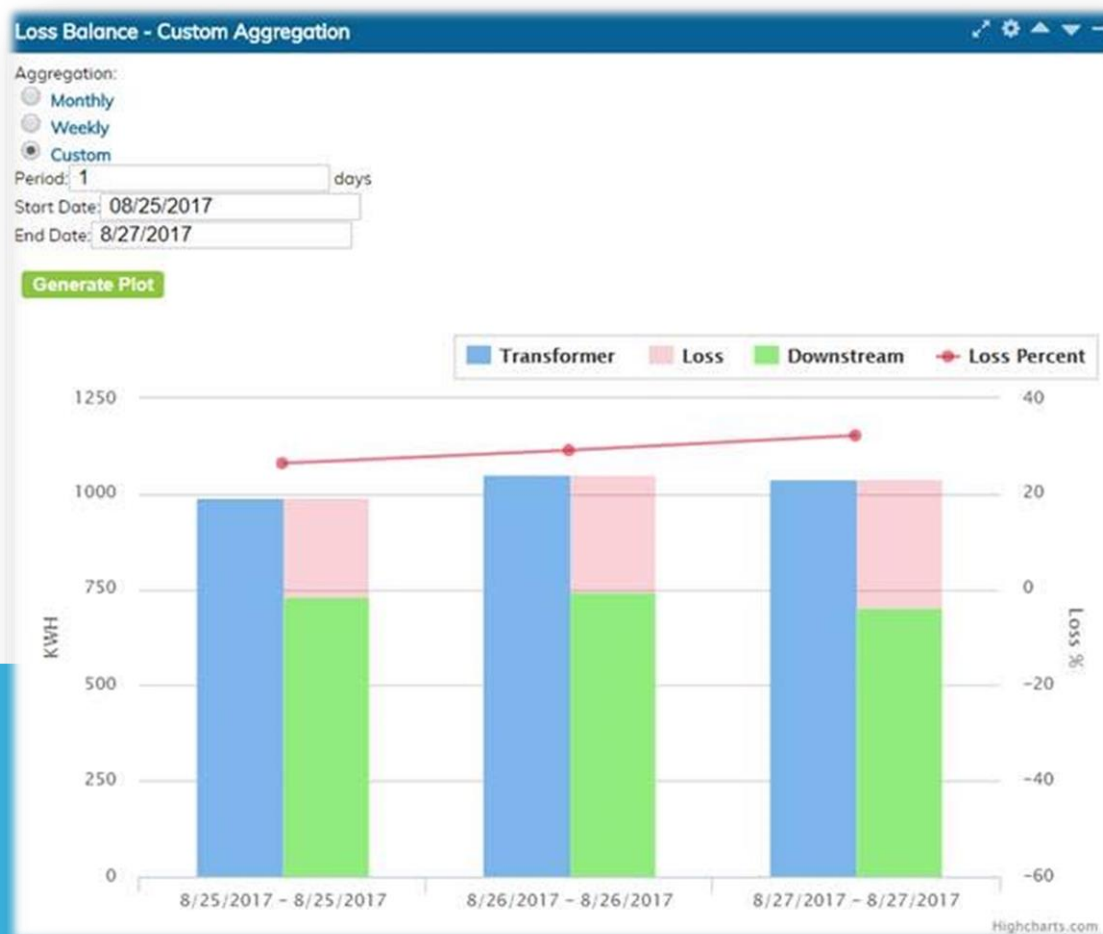 Loss Balance - Custom Aggregation
Aggregation:
Monthly
Weekly
Custom
Period: 1 days
Start Date: 08/25/2017
End Date: 8/27/2017
Generate Plot
Transformer Loss Downstream Loss Percent
1250 40
1000 20
750 0
KWH
Loss %
500 -20
250 -40
0 -60
8/25/2017 - 8/25/2017 8/26/2017 - 8/26/2017 8/27/2017 - 8/27/2017
Highcharts.com